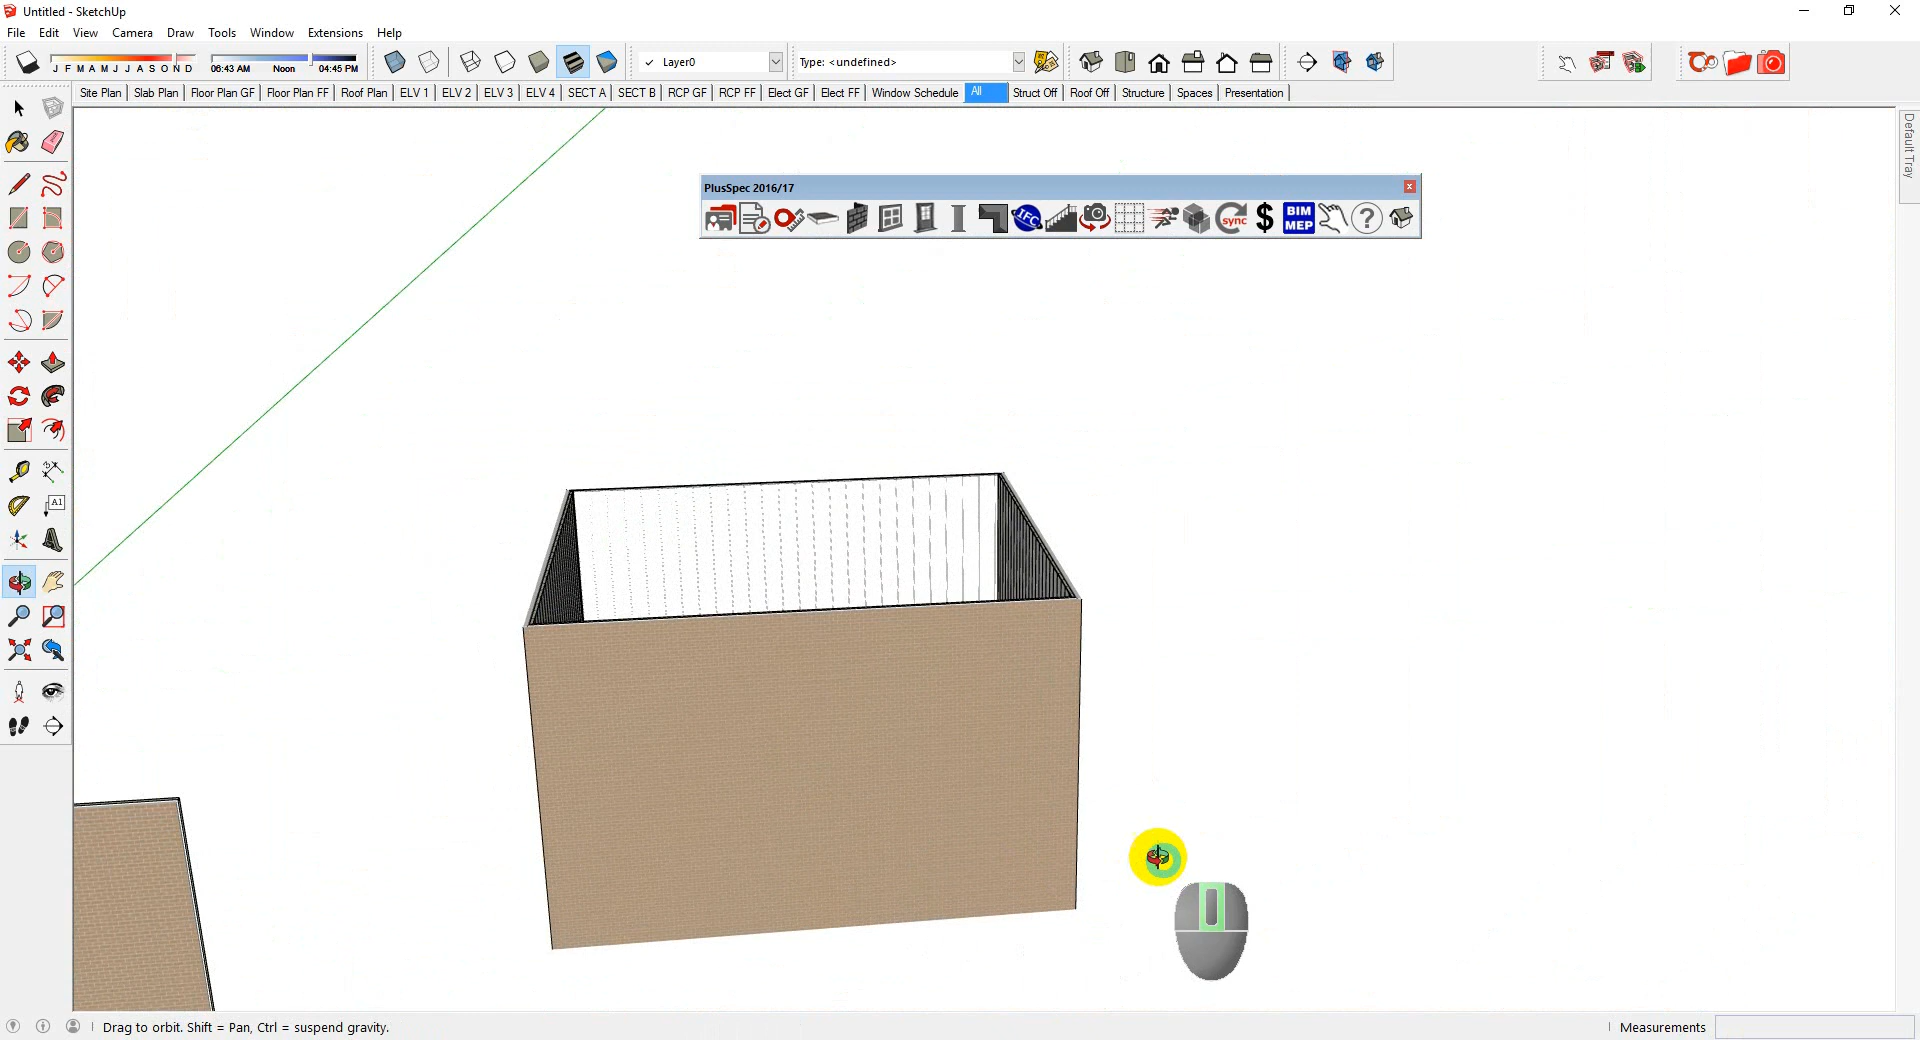 Untitled - SketchUp
File Edit View Camera Draw Tools Window Extensions Help
J F M A M J J A S O N D
06:43 AM Noon 04:45 PM
Layer0
Type: <undefined>
Site Plan Slab Plan Floor Plan GF Floor Plan FF Roof Plan ELV 1 ELV 2 ELV 3 ELV 4 SECT A SECT B RCP GF RCP FF Elect GF Elect FF Window Schedule All Struct Off Roof Off Structure Spaces Presentation
Default Tray
PlusSpec 2016/17
IFC
sync
$
BIM
MEP
?
A1
Drag to orbit. Shift = Pan, Ctrl = suspend gravity.
Measurements